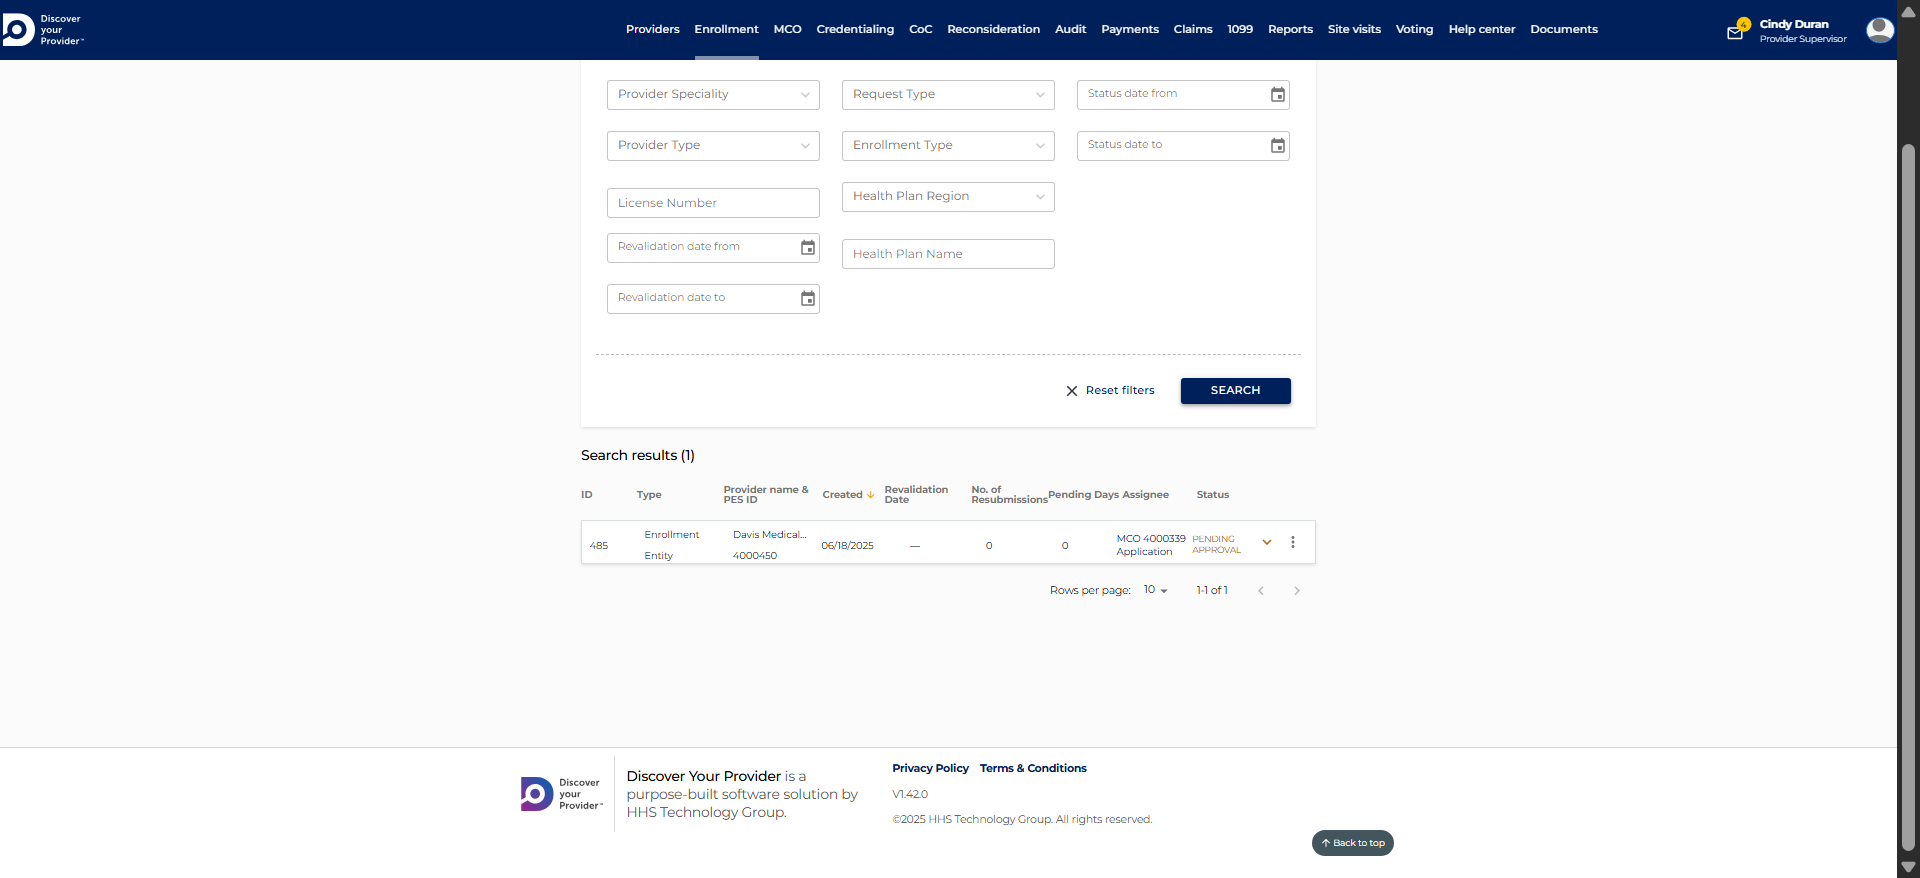 Discover
your
Provider™
Providers Enrollment MCO Credentialing CoC Reconsideration Audit Payments Claims 1099 Reports Site visits Voting Help center Documents
4
Cindy Duran
Provider Supervisor
Provider Speciality Request Type Status date from
Provider Type Enrollment Type Status date to
License Number Health Plan Region
Revalidation date from Health Plan Name
Revalidation date to
Reset filters SEARCH
Search results (1)
ID Type Provider name & PES ID Created Revalidation Date No. of Resubmissions Pending Days Assignee Status
485 Enrollment Entity Davis Medical... 4000450 06/18/2025 — 0 0 MCO 4000339 Application PENDING APPROVAL
Rows per page: 10 1-1 of 1
Discover
your
Provider™
Discover Your Provider is a
purpose-built software solution by
HHS Technology Group.
Privacy Policy Terms & Conditions
V1.42.0
©2025 HHS Technology Group. All rights reserved.
Back to top